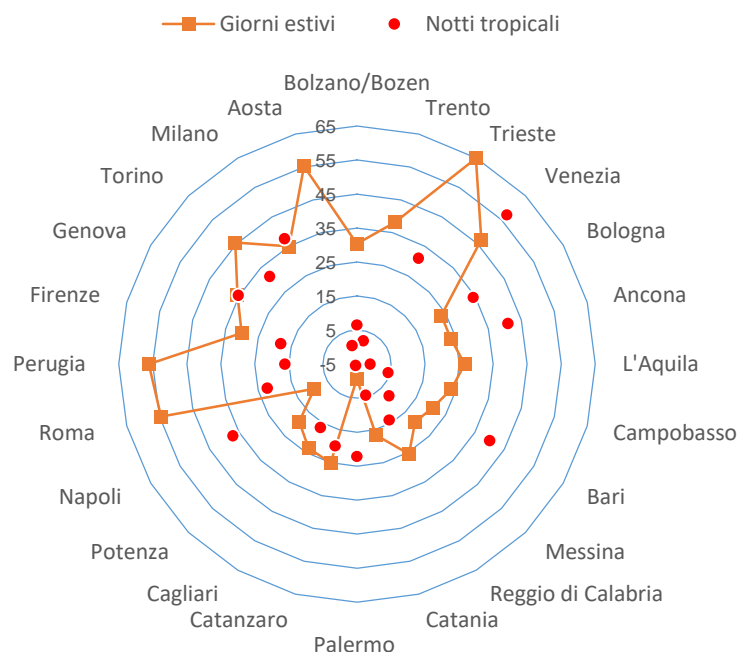 Giorni estivi Notti tropicali
Bolzano/Bozen
Aosta Trento
Milano Trieste
Torino Venezia
Genova Bologna
Firenze Ancona
Perugia L'Aquila
Roma Campobasso
Napoli Bari
Potenza Messina
Cagliari Reggio di Calabria
Catanzaro Catania
Palermo
65
55
45
35
25
15
5
-5